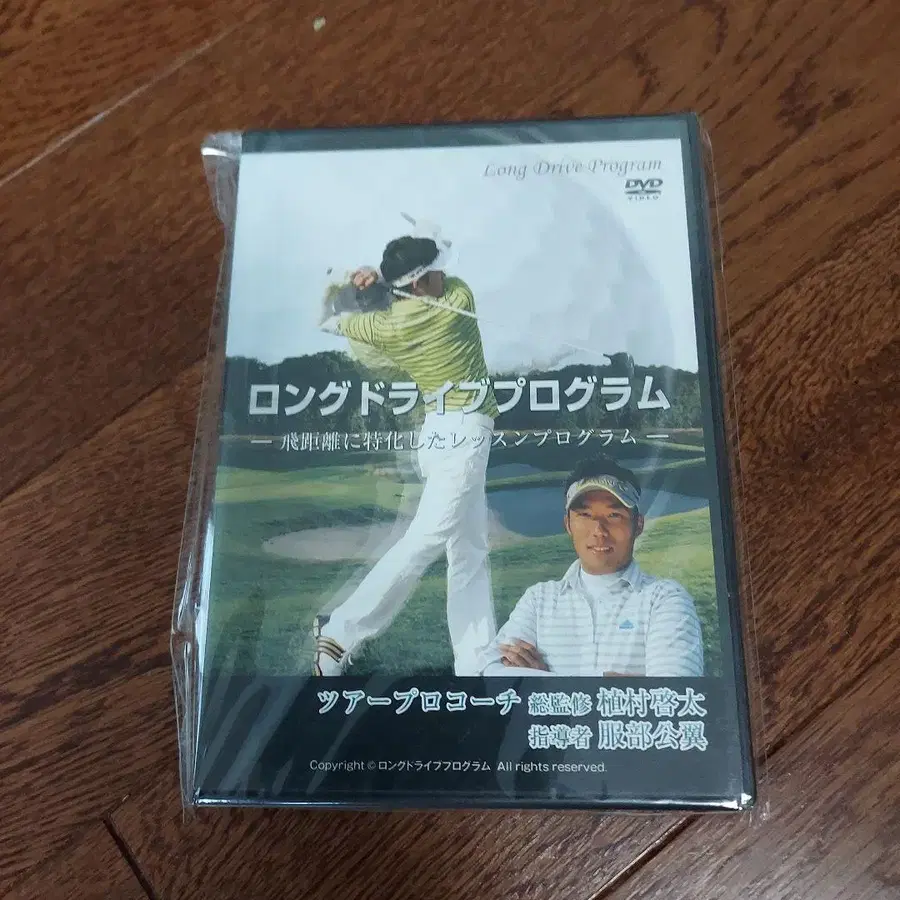 Long Drive Program
DVD
VIDEO
ロングドライブプログラム
― 飛距離に特化したレッスンプログラム ―
ツアープロコーチ 総監修 植村啓太
指導者 服部公翼
Copyright © ロングドライブプログラム All rights reserved.